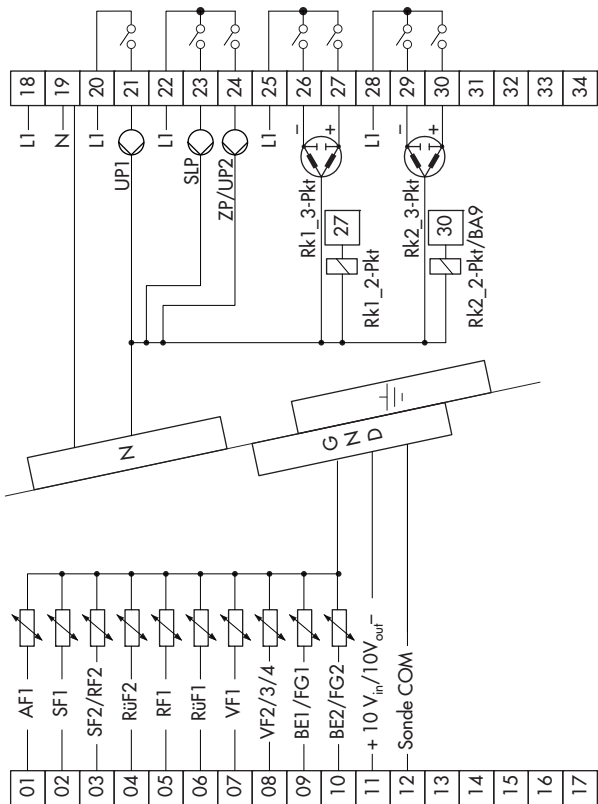 18
19
20
21
22
23
24
25
26
27
28
29
30
31
32
33
34
L1
N
L1
UP1
L1
SLP
ZP/UP2
L1
–
+
Rk1_3-Pkt
27
Rk1_2-Pkt
L1
–
+
Rk2_3-Pkt
30
Rk2_2-Pkt/BA9
N
GND
AF1
SF1
SF2/RF2
RüF2
RF1
RüF1
VF1
VF2/3/4
BE1/FG1
BE2/FG2
+ 10 Vin/10Vout–
Sonde COM
01
02
03
04
05
06
07
08
09
10
11
12
13
14
15
16
17